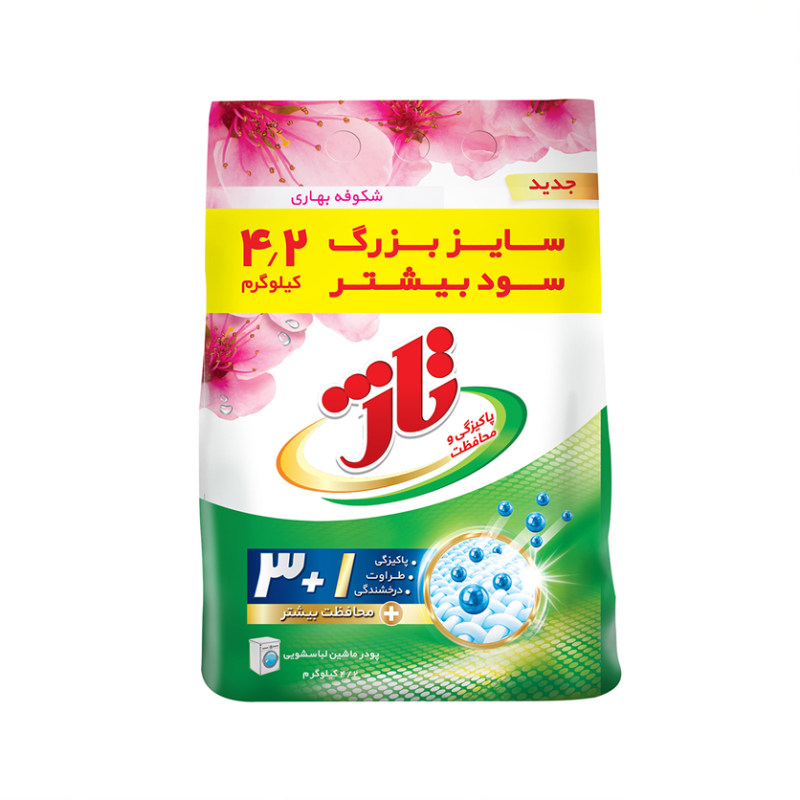 جدید
شکوفه بهاری
سایز بزرگ
سود بیشتر
۴٫۲
کیلوگرم
تاژ
پاکیزگی و
محافظت
۳+۱
• پاکیزگی
• طراوت
• درخشندگی
+ محافظت بیشتر
پودر ماشین لباسشویی
۴/۲ کیلوگرم